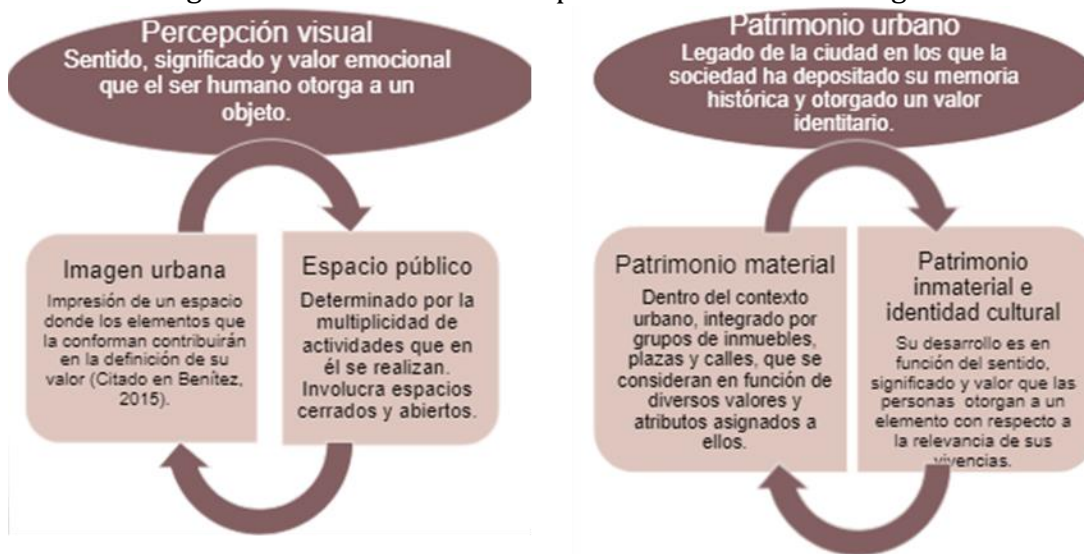 Percepción visual
Sentido, significado y valor emocional
que el ser humano otorga a un
objeto.
Imagen urbana
Impresión de un espacio
donde los elementos que
la conforman contribuirán
en la definición de su
valor (Citado en Benítez,
2015).
Espacio público
Determinado por la
multiplicidad de
actividades que en
él se realizan.
Involucra espacios
cerrados y abiertos.
Patrimonio urbano
Legado de la ciudad en los que la
sociedad ha depositado su memoria
histórica y otorgado un valor
identitario.
Patrimonio material
Dentro del contexto
urbano, integrado por
grupos de inmuebles,
plazas y calles, que se
consideran en función de
diversos valores y
atributos asignados a
ellos.
Patrimonio
inmaterial e
identidad cultural
Su desarrollo es en
función del sentido,
significado y valor que las
personas otorgan a un
elemento con respecto a
la relevancia de sus
vivencias.